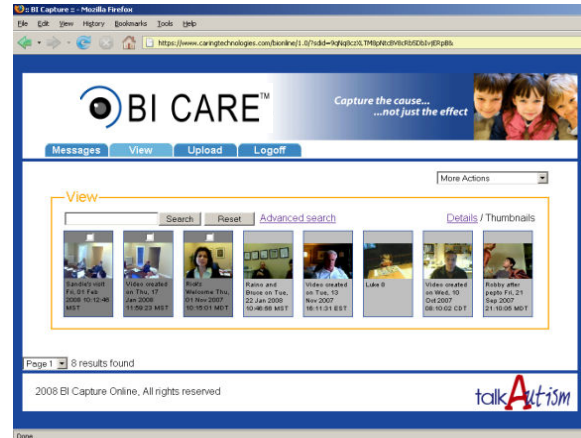 BI Capture :: - Mozilla Firefox
File Edit View History Bookmarks Tools Help
BI CARE™
Capture the cause...
...not just the effect
Messages View Upload Logoff
More Actions
View
Search Reset Advanced search Details / Thumbnails
Sandra's visit
Fri, 01 Feb
2008 10:12:46
MST
Video created
on Thu, 17
Jan 2008
11:58:23 MST
Welcome Thu,
01 Nov 2007
10:15:01 MDT
Rains and
Bruce on Tue,
22 Jan 2008
10:46:56 MST
Video created
on Tue, 13
Nov 2007
16:11:31 EST
Luke 8
Video created
on Wed, 10
Oct 2007
08:10:02 CDT
Robby after
pepto Fri, 21
Sep 2007
21:10:05 MDT
Page 1 8 results found
2008 BI Capture Online, All rights reserved
talkAutism
Done